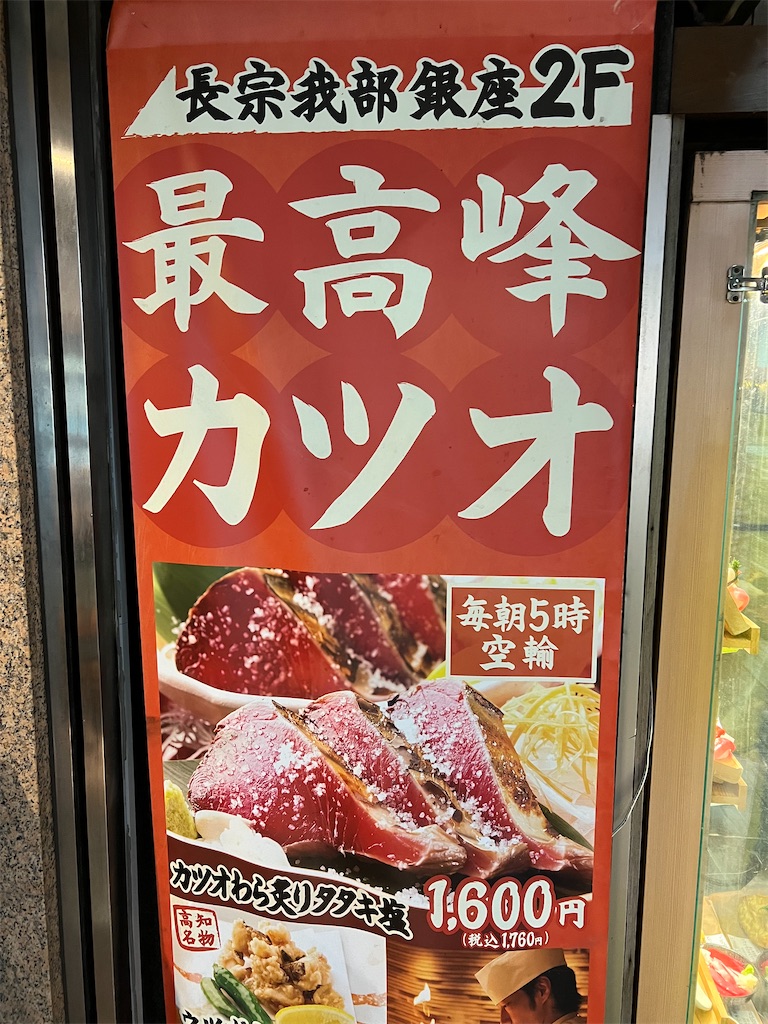 長宗我部 銀座2F
最高峰
カツオ
毎朝5時
空輸
カツオわら炙りタタキ塩
1,600円
(税込1,760円)
高知
名物